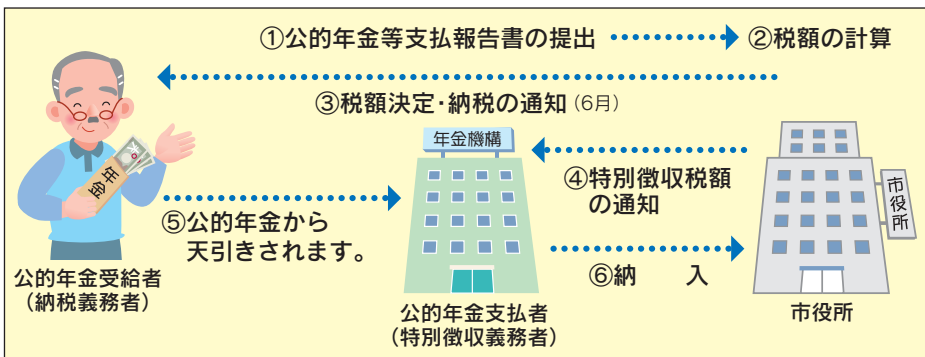 ①公的年金等支払報告書の提出
②税額の計算
③税額決定・納税の通知(6月)
年金機構
④特別徴収税額
の通知
市役所
年金
⑤公的年金から
天引きされます。
⑥納 入
公的年金受給者
(納税義務者)
公的年金支払者
(特別徴収義務者)
市役所